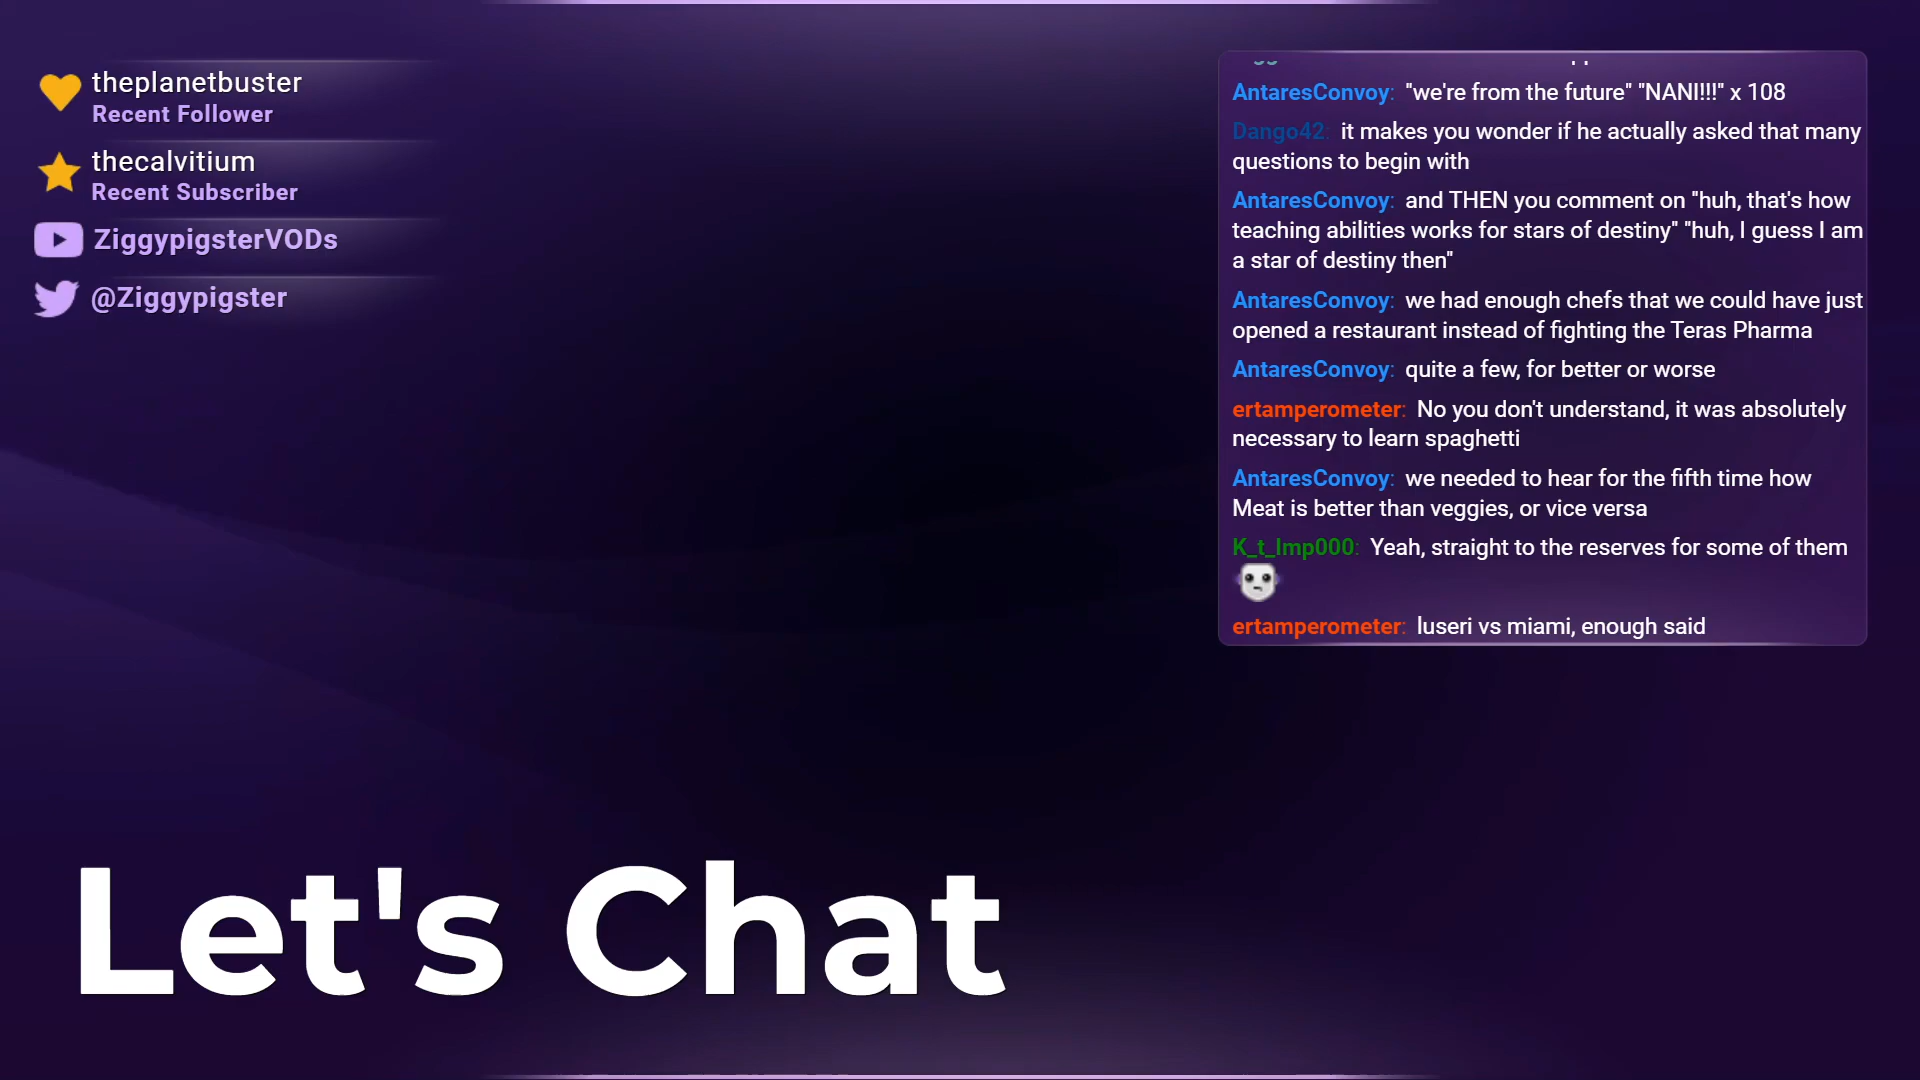 theplanetbuster
Recent Follower
thecalvitium
Recent Subscriber
ZiggypigsterVODs
@Ziggypigster
AntaresConvoy: "we're from the future" "NANI!!!" x 108
Dango42: it makes you wonder if he actually asked that many
questions to begin with
AntaresConvoy: and THEN you comment on "huh, that's how
teaching abilities works for stars of destiny" "huh, I guess I am
a star of destiny then"
AntaresConvoy: we had enough chefs that we could have just
opened a restaurant instead of fighting the Teras Pharma
AntaresConvoy: quite a few, for better or worse
ertamperometer: No you don't understand, it was absolutely
necessary to learn spaghetti
AntaresConvoy: we needed to hear for the fifth time how
Meat is better than veggies, or vice versa
K_t_Imp000: Yeah, straight to the reserves for some of them
ertamperometer: luseri vs miami, enough said
Let's Chat